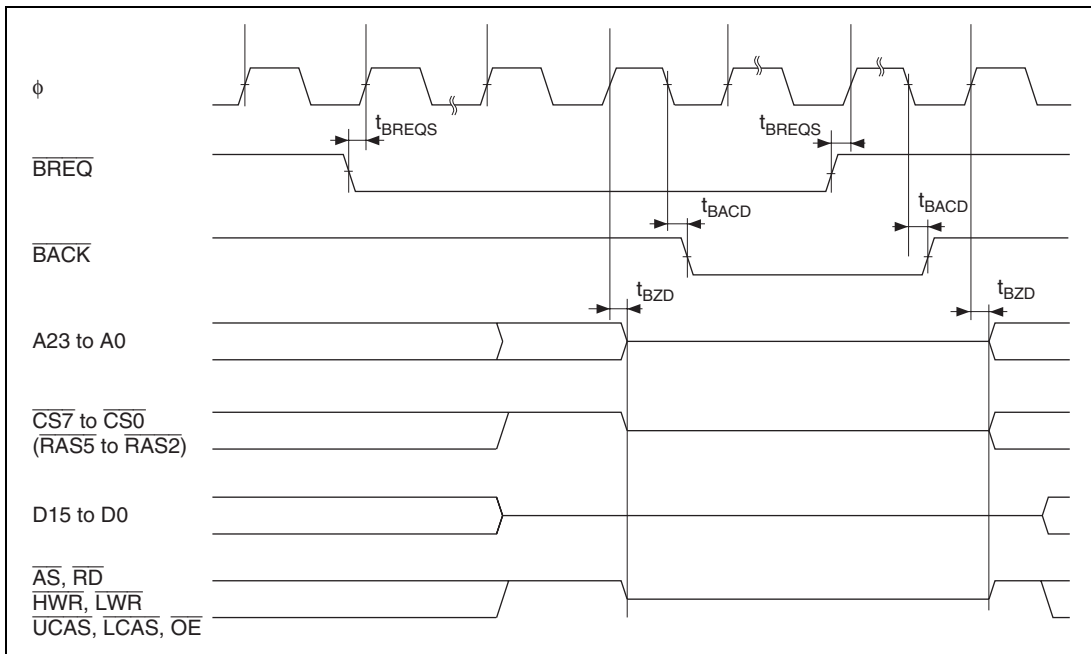 ϕ
tBREQS
tBREQS
BREQ
tBACD
tBACD
BACK
tBZD
tBZD
A23 to A0
CS7 to CS0
(RAS5 to RAS2)
D15 to D0
AS, RD
HWR, LWR
UCAS, LCAS, OE